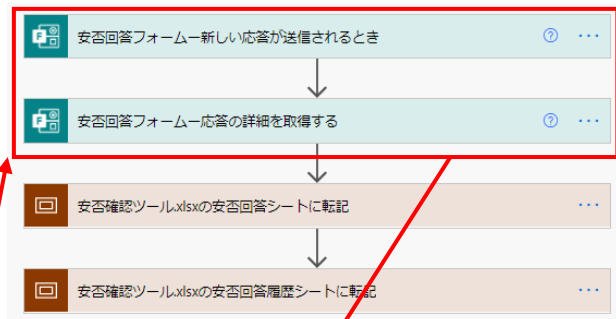 安否回答フォームー新しい応答が送信されるとき
安否回答フォームー応答の詳細を取得する
安否確認ツール.xlsxの安否回答シートに転記
安否確認ツール.xlsxの安否回答履歴シートに転記